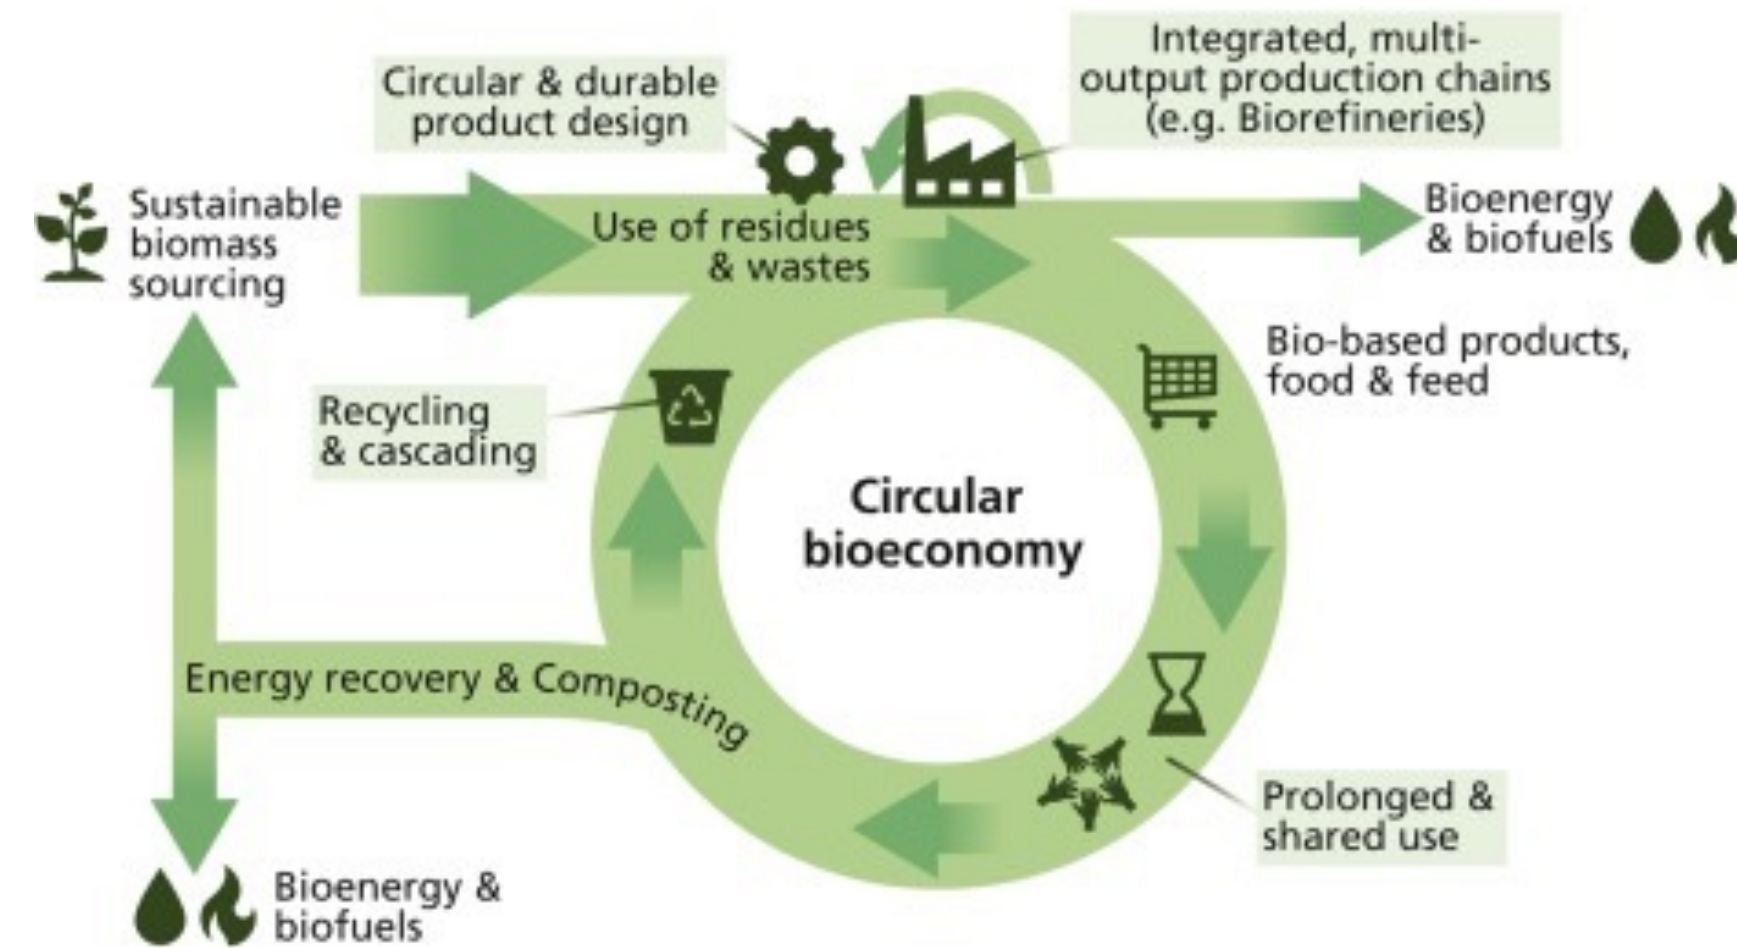 Circular & durable
product design
Integrated, multi-
output production chains
(e.g. Biorefineries)
Sustainable
biomass
sourcing
Use of residues
& wastes
Bioenergy
& biofuels
Bio-based products,
food & feed
Recycling
& cascading
Circular
bioeconomy
Energy recovery & Composting
Prolonged &
shared use
Bioenergy &
biofuels